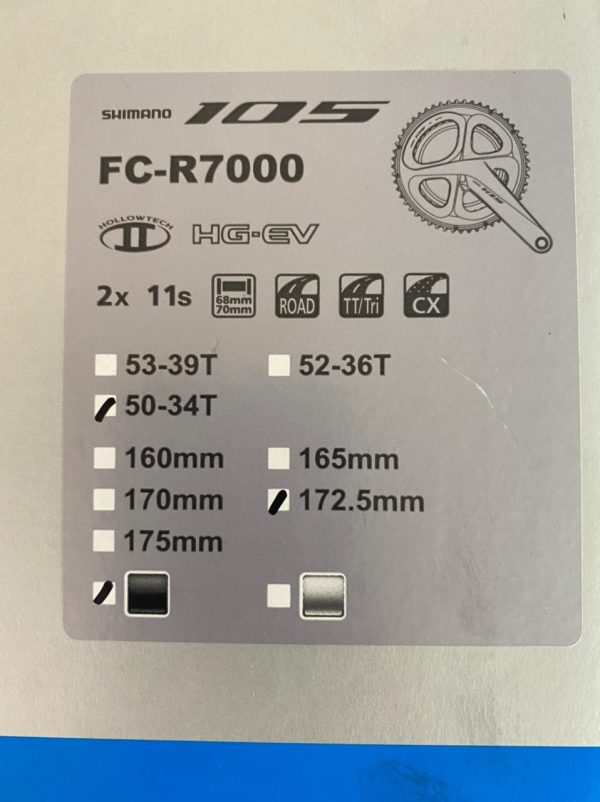 SHIMANO 105
FC-R7000
HOLLOWTECH II HG-EV
2x 11s 68mm 70mm ROAD TT/Tri CX
53-39T 52-36T
50-34T
160mm 165mm
170mm 172.5mm
175mm